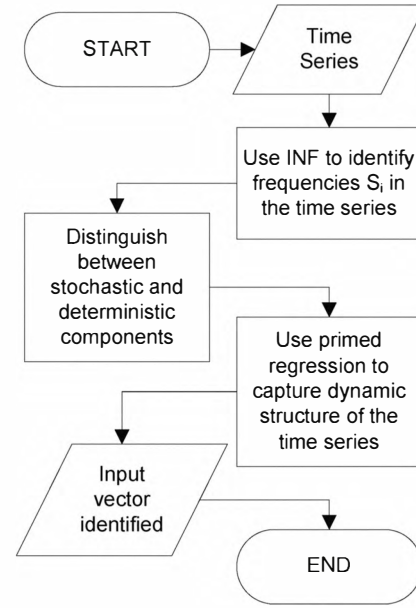 START
Time
Series
Use INF to identify
frequencies Si in
the time series
Distinguish
between
stochastic and
deterministic
components
Use primed
regression to
capture dynamic
structure of the
time series
Input
vector
identified
END